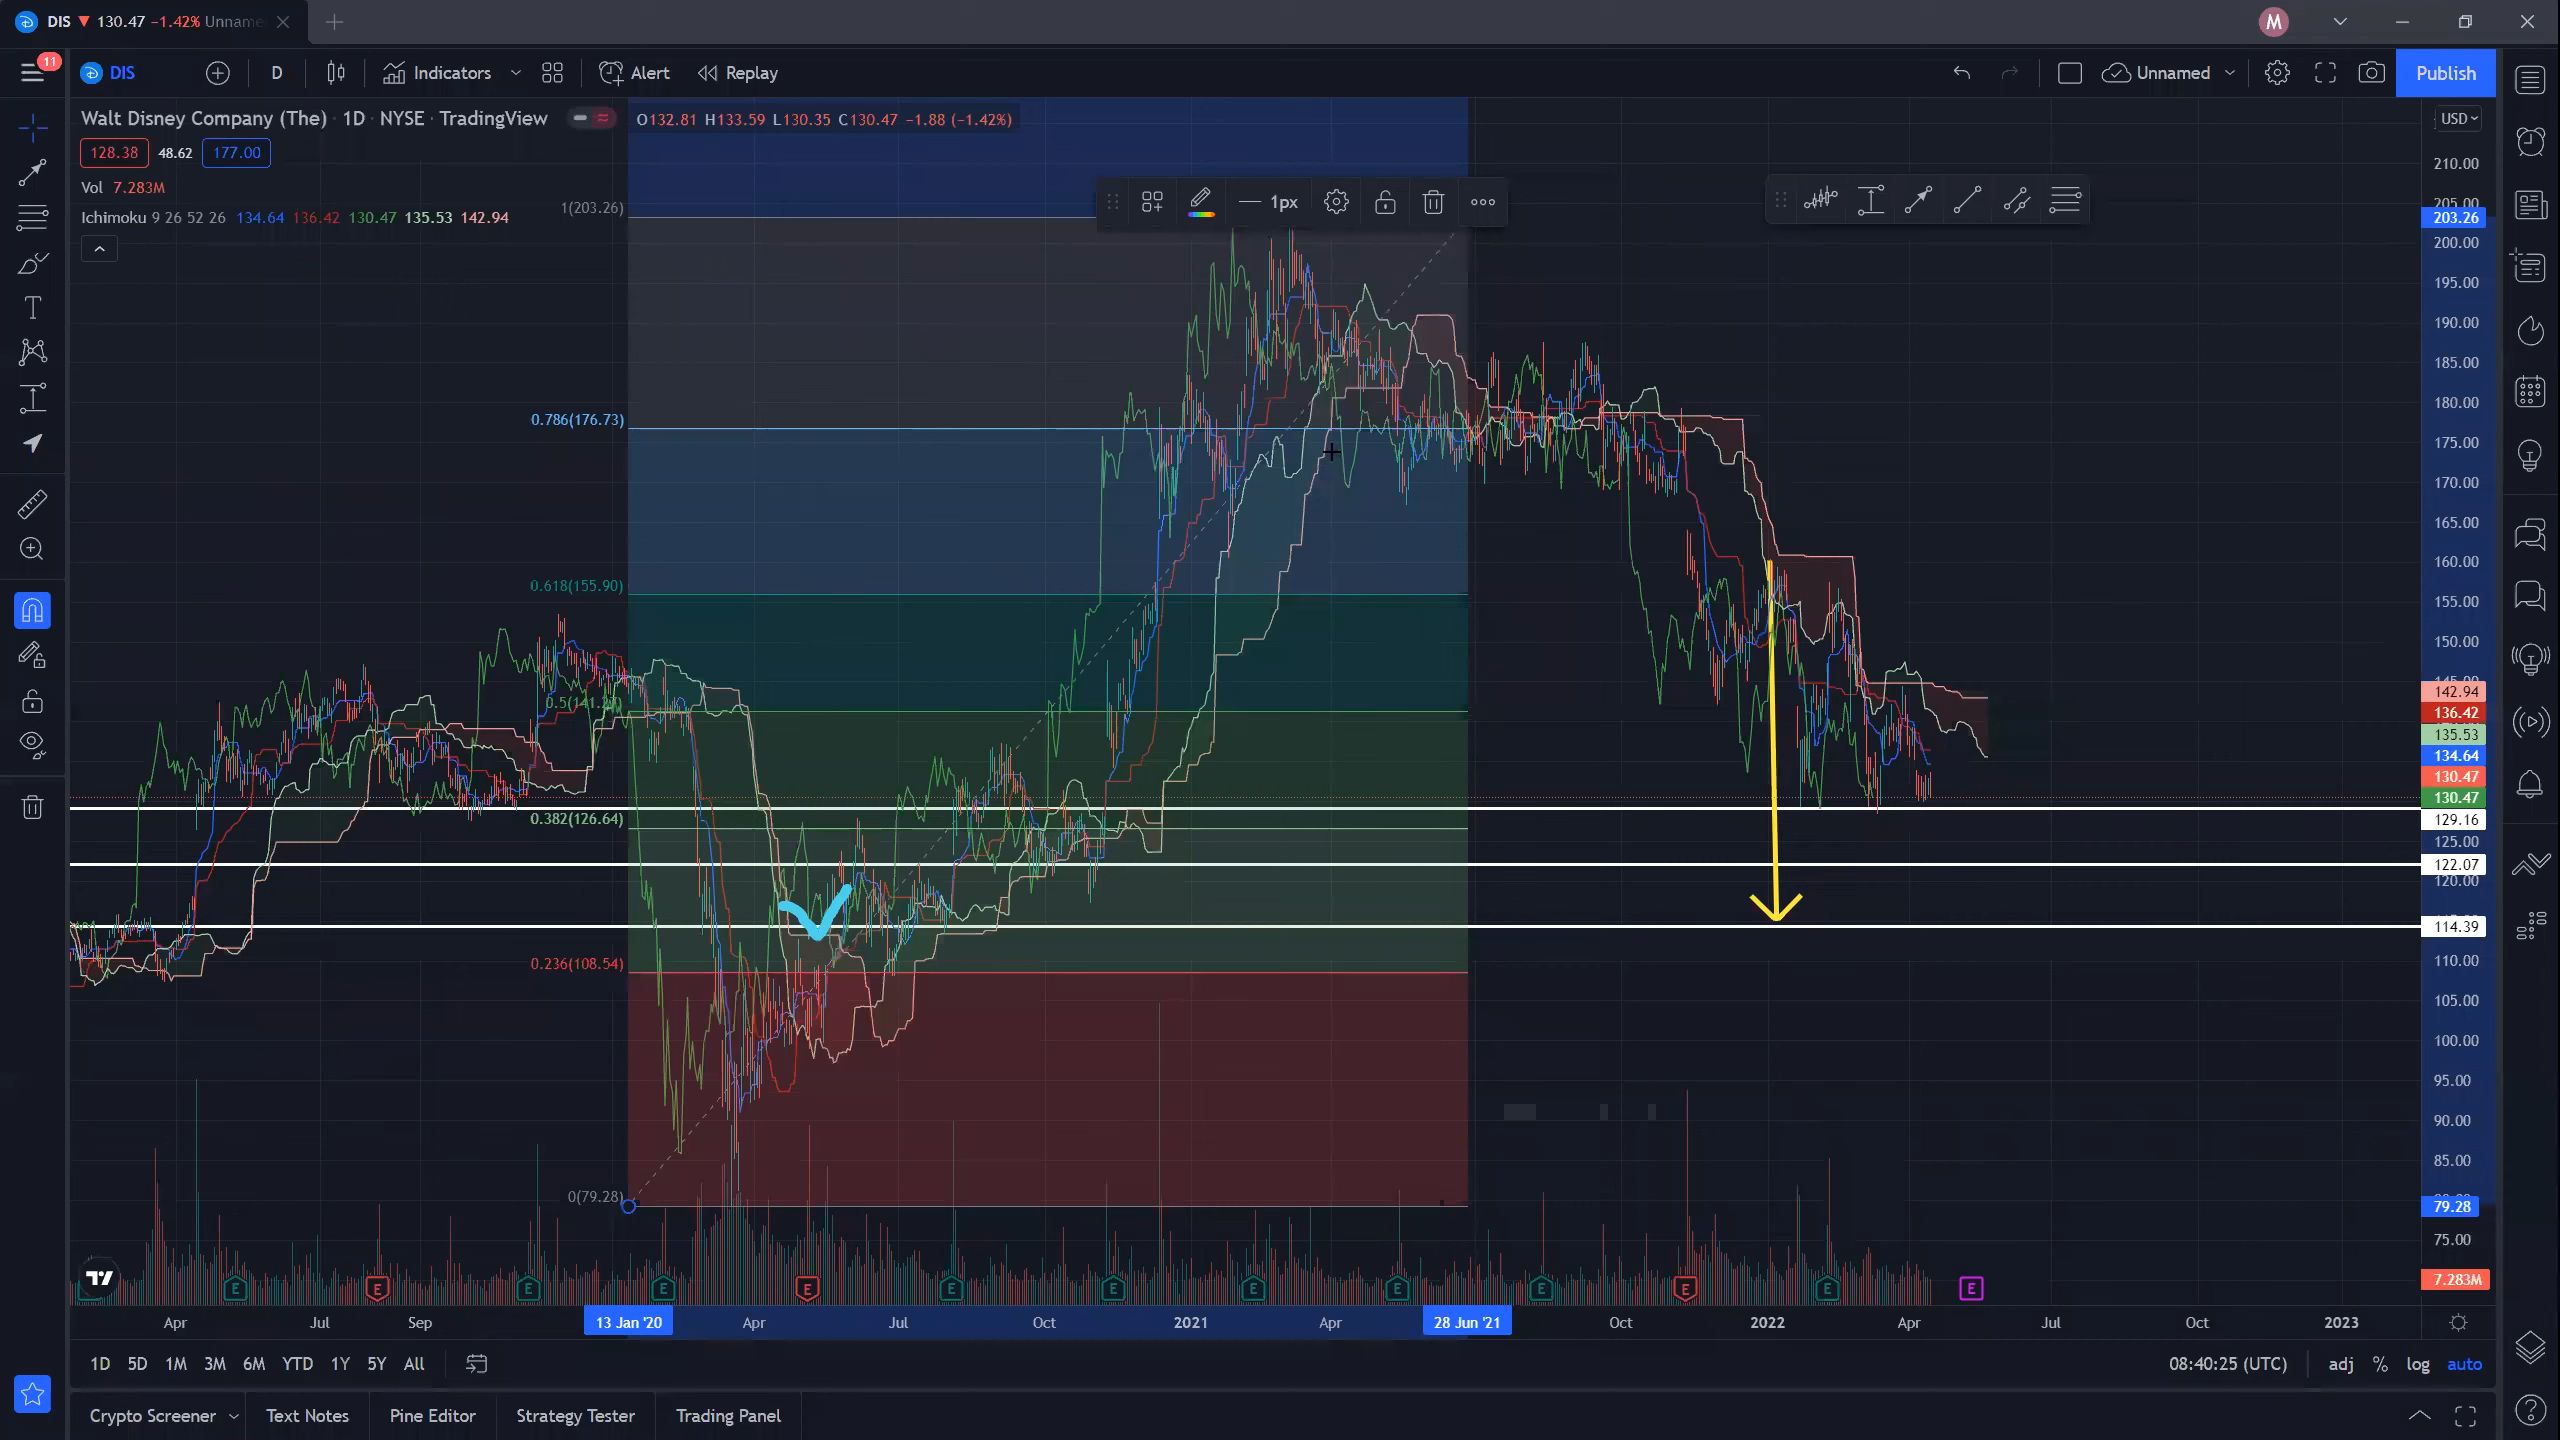 DIS ▼ 130.47 −1.42% Unname
M
11
DIS
D
Indicators
Alert
Replay
Unnamed
Publish
Walt Disney Company (The) · 1D · NYSE · TradingView
O132.81 H133.59 L130.35 C130.47 −1.88 (−1.42%)
USD
128.38 48.62 177.00
Vol 7.283M
Ichimoku 9 26 52 26 134.64 136.42 130.47 135.53 142.94
1px
1(203.26)
0.786(176.73)
0.618(155.90)
0.5(141.27)
0.382(126.64)
0.236(108.54)
0(79.28)
210.00
205.00
203.26
200.00
195.00
190.00
185.00
180.00
175.00
170.00
165.00
160.00
155.00
150.00
145.00
142.94
136.42
135.53
134.64
130.47
130.47
129.16
125.00
122.07
120.00
114.39
110.00
105.00
100.00
95.00
90.00
85.00
79.28
75.00
7.283M
E E E E E E E E E E E E E
Apr Jul Sep 13 Jan '20 Apr Jul Oct 2021 Apr 28 Jun '21 Oct 2022 Apr Jul Oct 2023
1D 5D 1M 3M 6M YTD 1Y 5Y All
08:40:25 (UTC) adj % log auto
Crypto Screener Text Notes Pine Editor Strategy Tester Trading Panel